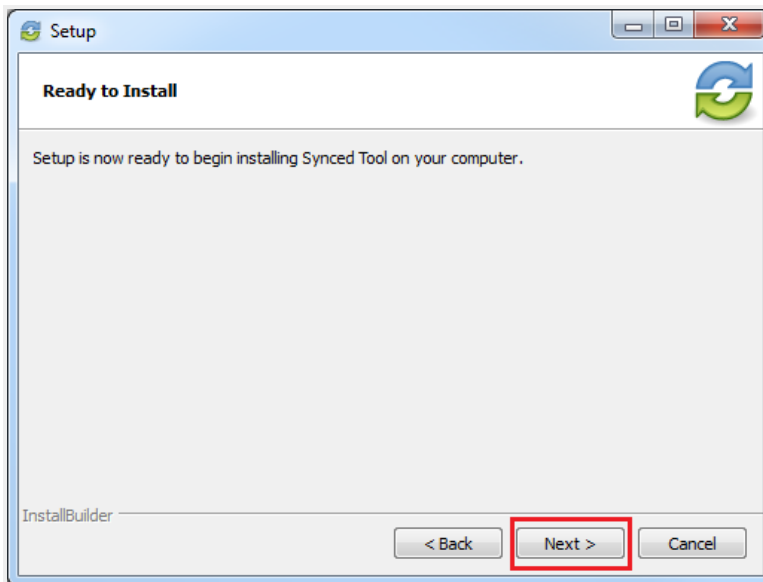 Setup
Ready to Install
Setup is now ready to begin installing Synced Tool on your computer.
InstallBuilder
< Back
Next >
Cancel